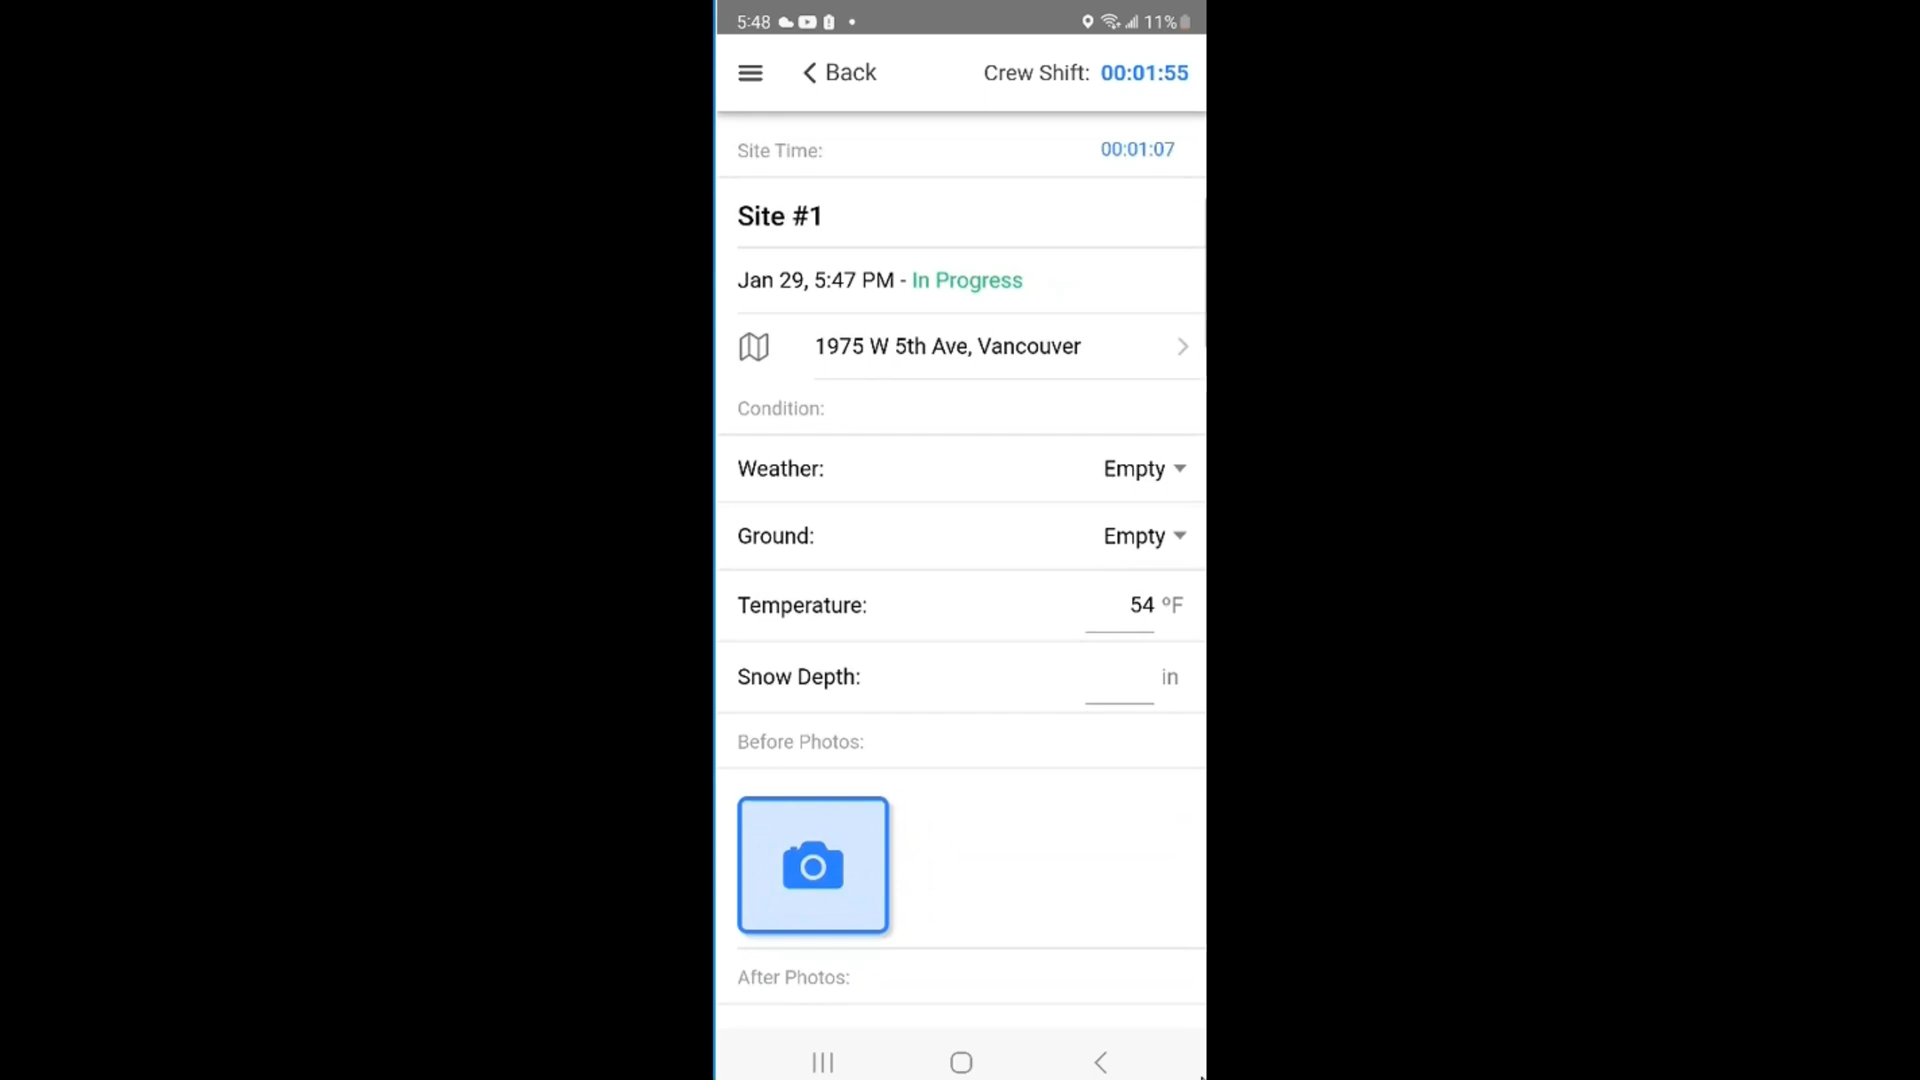 5:48 11%
Back Crew Shift: 00:01:55
Site Time: 00:01:07
Site #1
Jan 29, 5:47 PM - In Progress
1975 W 5th Ave, Vancouver
Condition:
Weather: Empty
Ground: Empty
Temperature: 54 ºF
Snow Depth: in
Before Photos:
After Photos: